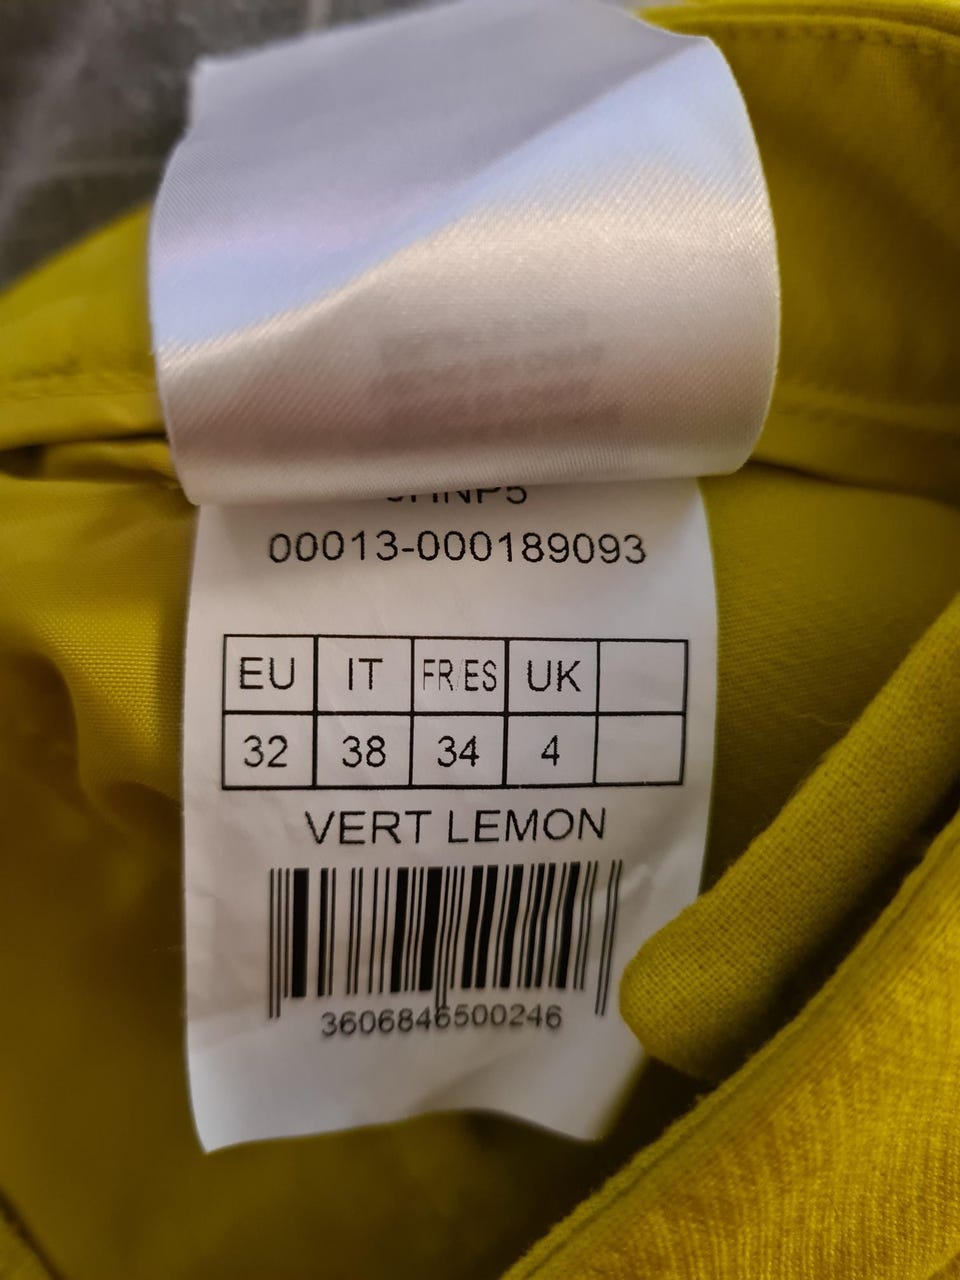 00013-000189093
EU IT FR/ES UK
32 38 34 4
VERT LEMON
3606846500246